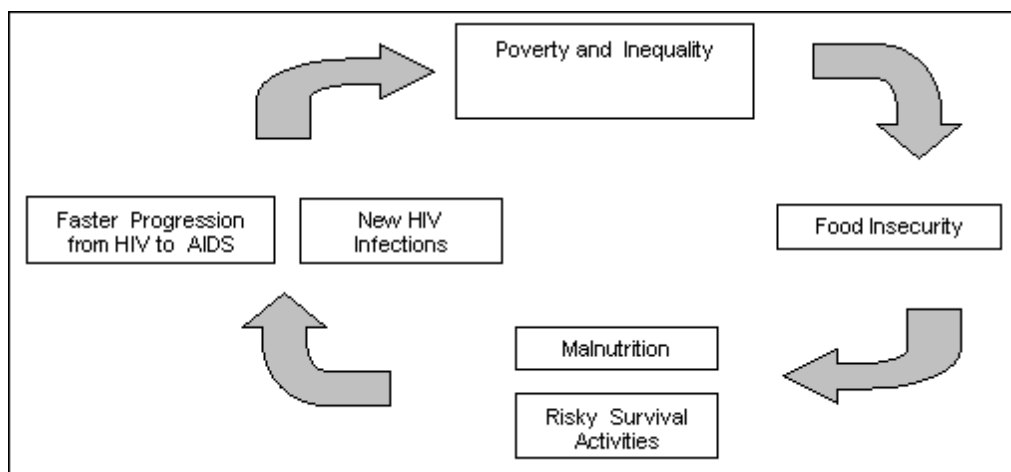 Poverty and Inequality
Faster Progression
from HIV to AIDS
New HIV
Infections
Food Insecurity
Malnutrition
Risky Survival
Activities